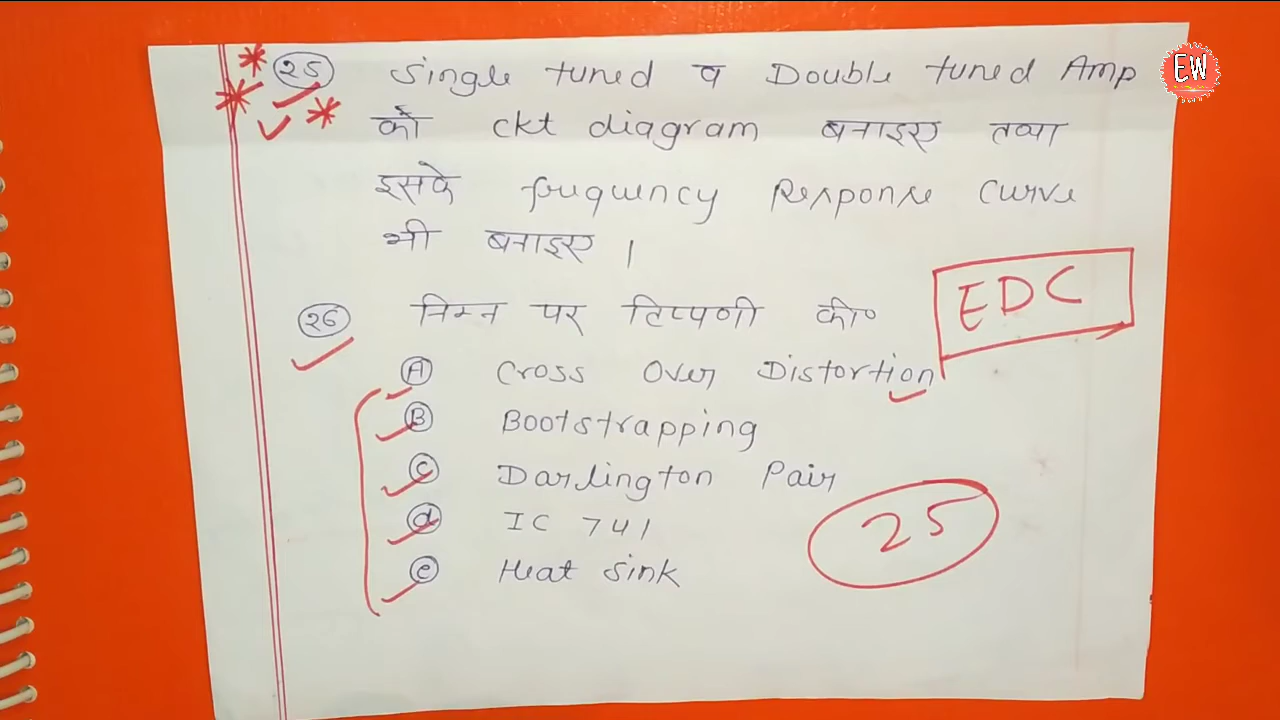 25 Single tuned व Double tuned Amp
EW
को ckt diagram बनाइए तथा
इसके frequency Response Curve
भी बनाइए ।
EDC
26 निम्न पर टिप्पणी की०
A Cross Over Distortion
B Bootstrapping
C Darlington Pair
d IC 741
25
e Heat Sink